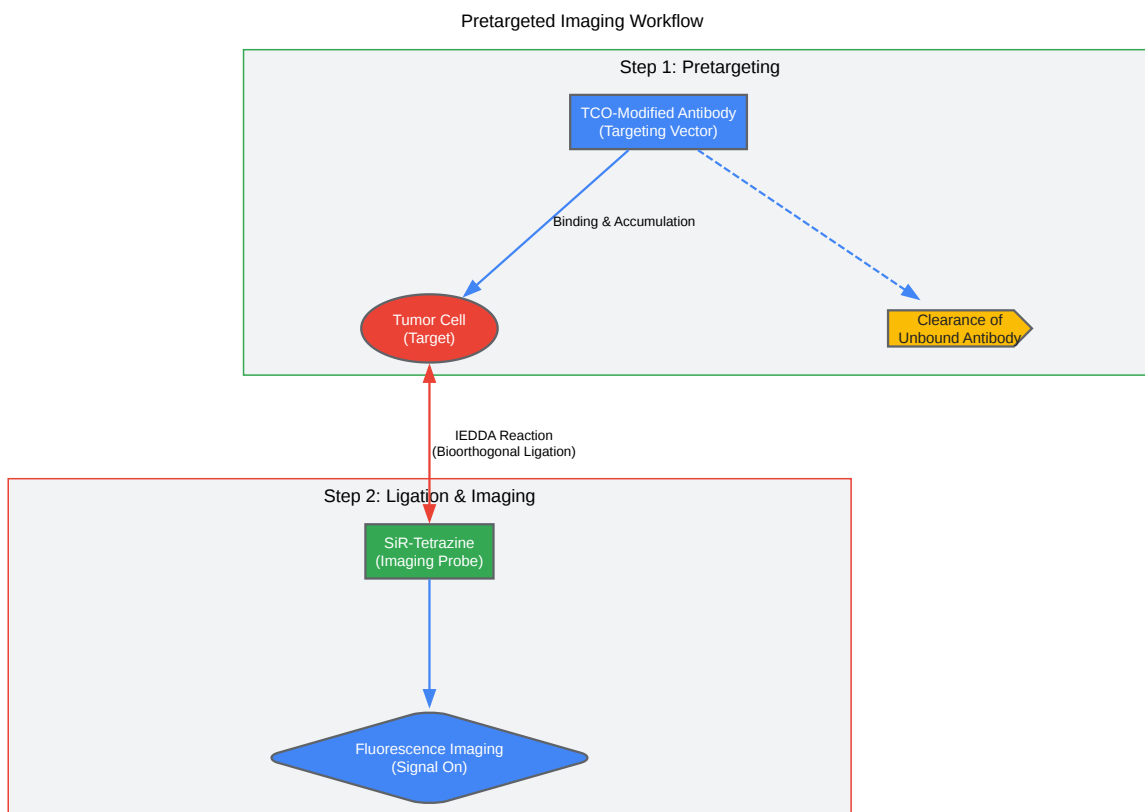 Pretargeted Imaging Workflow
Step 1: Pretargeting
TCO-Modified Antibody
(Targeting Vector)
Binding & Accumulation
Tumor Cell
(Target)
Clearance of
Unbound Antibody
IEDDA Reaction
(Bioorthogonal Ligation)
Step 2: Ligation & Imaging
SiR-Tetrazine
(Imaging Probe)
Fluorescence Imaging
(Signal On)